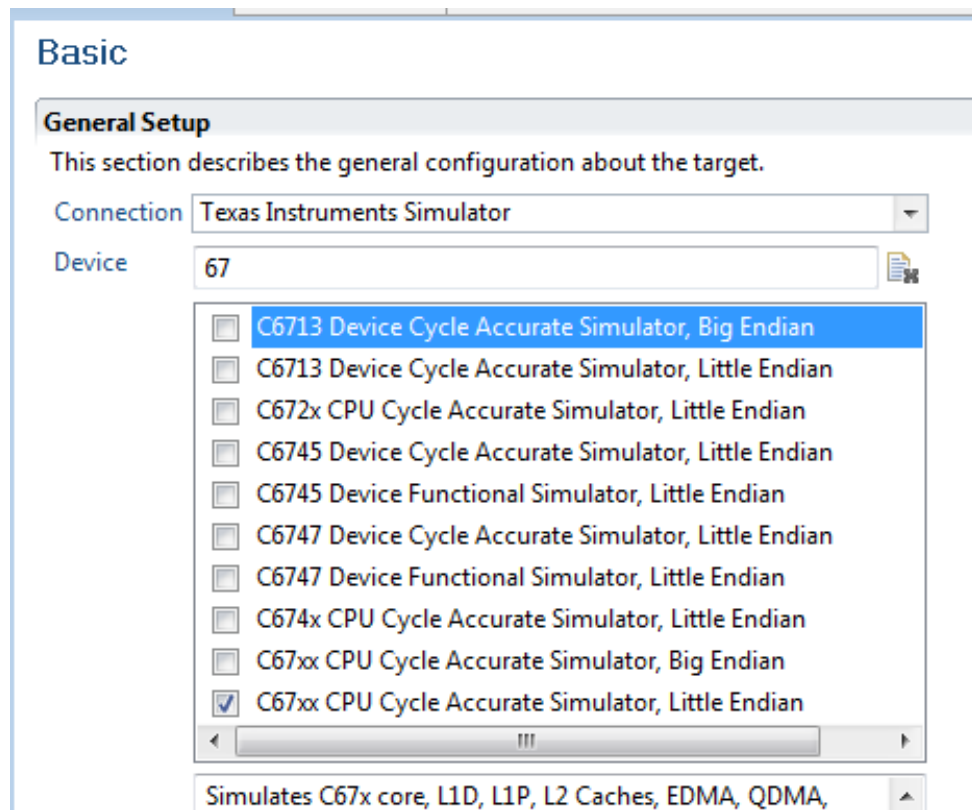 Basic
General Setup
This section describes the general configuration about the target.
Connection Texas Instruments Simulator
Device 67
C6713 Device Cycle Accurate Simulator, Big Endian
C6713 Device Cycle Accurate Simulator, Little Endian
C672x CPU Cycle Accurate Simulator, Little Endian
C6745 Device Cycle Accurate Simulator, Little Endian
C6745 Device Functional Simulator, Little Endian
C6747 Device Cycle Accurate Simulator, Little Endian
C6747 Device Functional Simulator, Little Endian
C674x CPU Cycle Accurate Simulator, Little Endian
C67xx CPU Cycle Accurate Simulator, Big Endian
C67xx CPU Cycle Accurate Simulator, Little Endian
Simulates C67x core, L1D, L1P, L2 Caches, EDMA, QDMA,